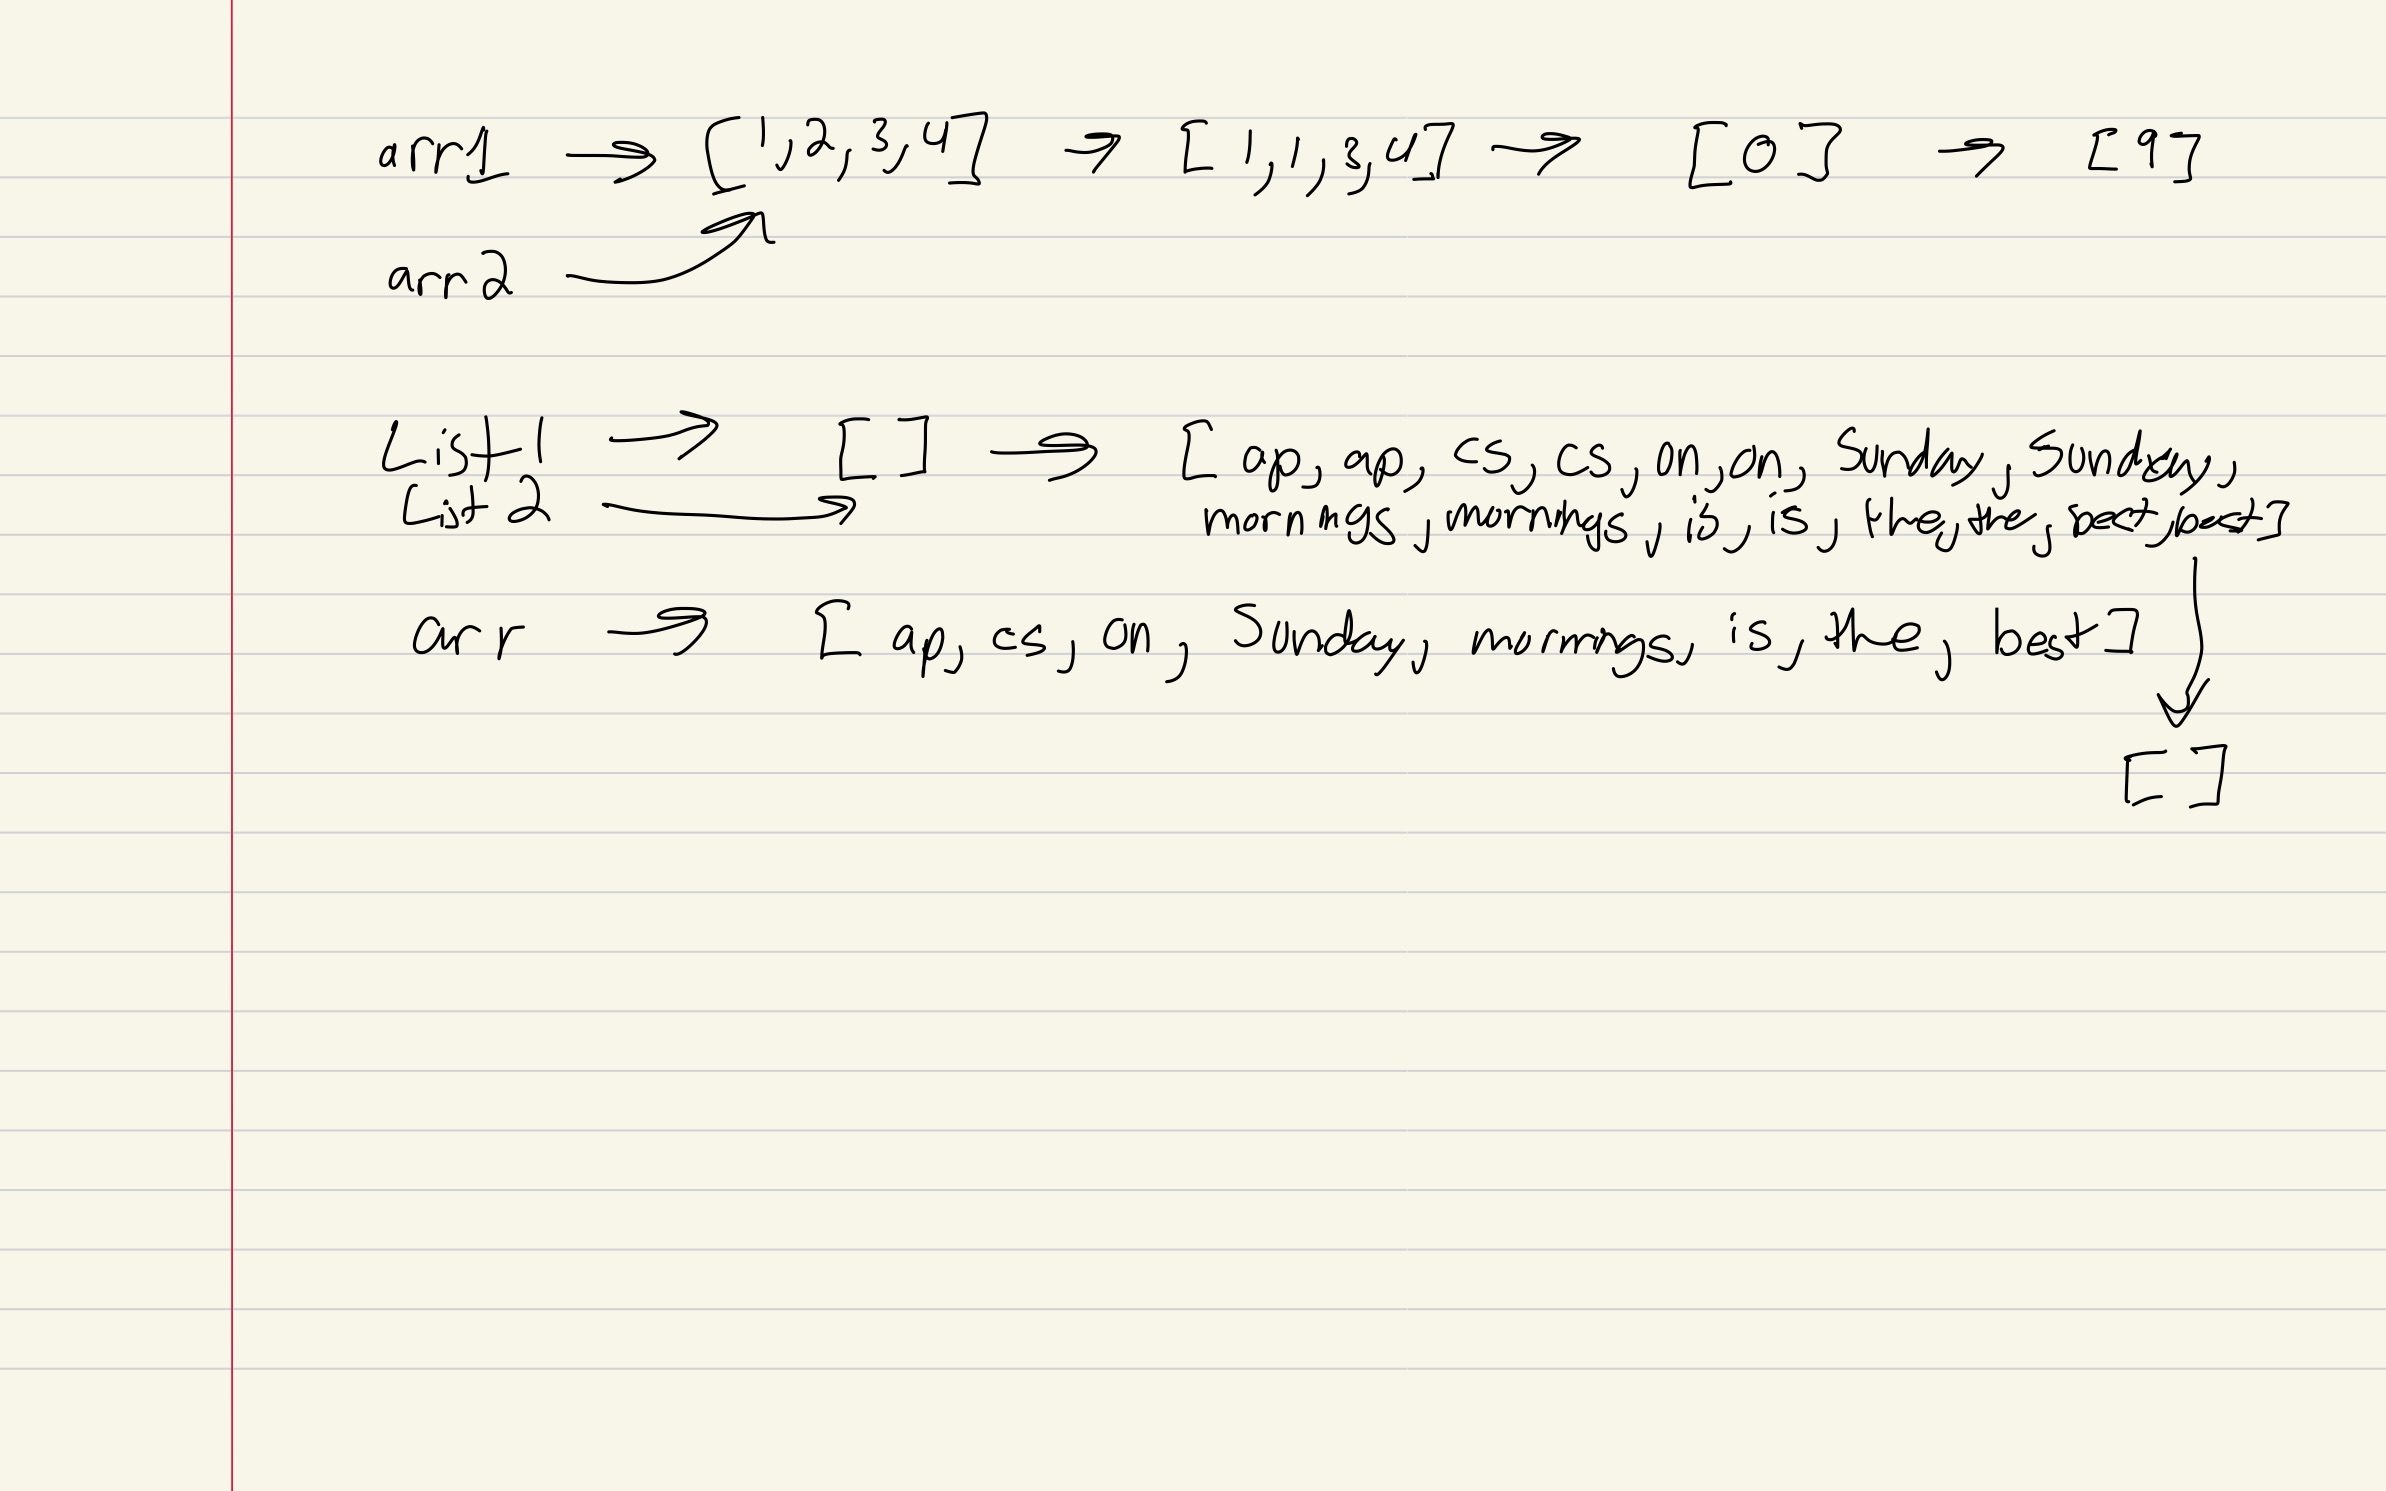 arr1 → [1,2,3,4] → [1,1,3,4] → [0] → [9]
arr2
List1 → [ ] → [ap, ap, cs, cs, on, on, Sunday, Sunday,
List2 → mornings, mornings, is, is, the, the, best, best]
arr → [ap, cs, on, Sunday, mornings, is, the, best]
[ ]